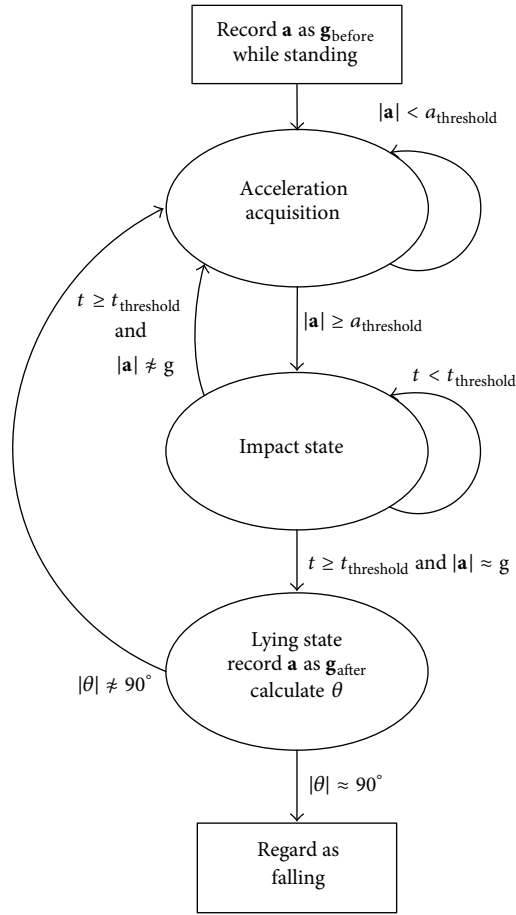 Record a as g_before
while standing
|a| < a_threshold
Acceleration
acquisition
t ≥ t_threshold
and
|a| ≉ g
|a| ≥ a_threshold
t < t_threshold
Impact state
t ≥ t_threshold and |a| ≈ g
Lying state
record a as g_after
calculate θ
|θ| ≉ 90°
|θ| ≈ 90°
Regard as
falling